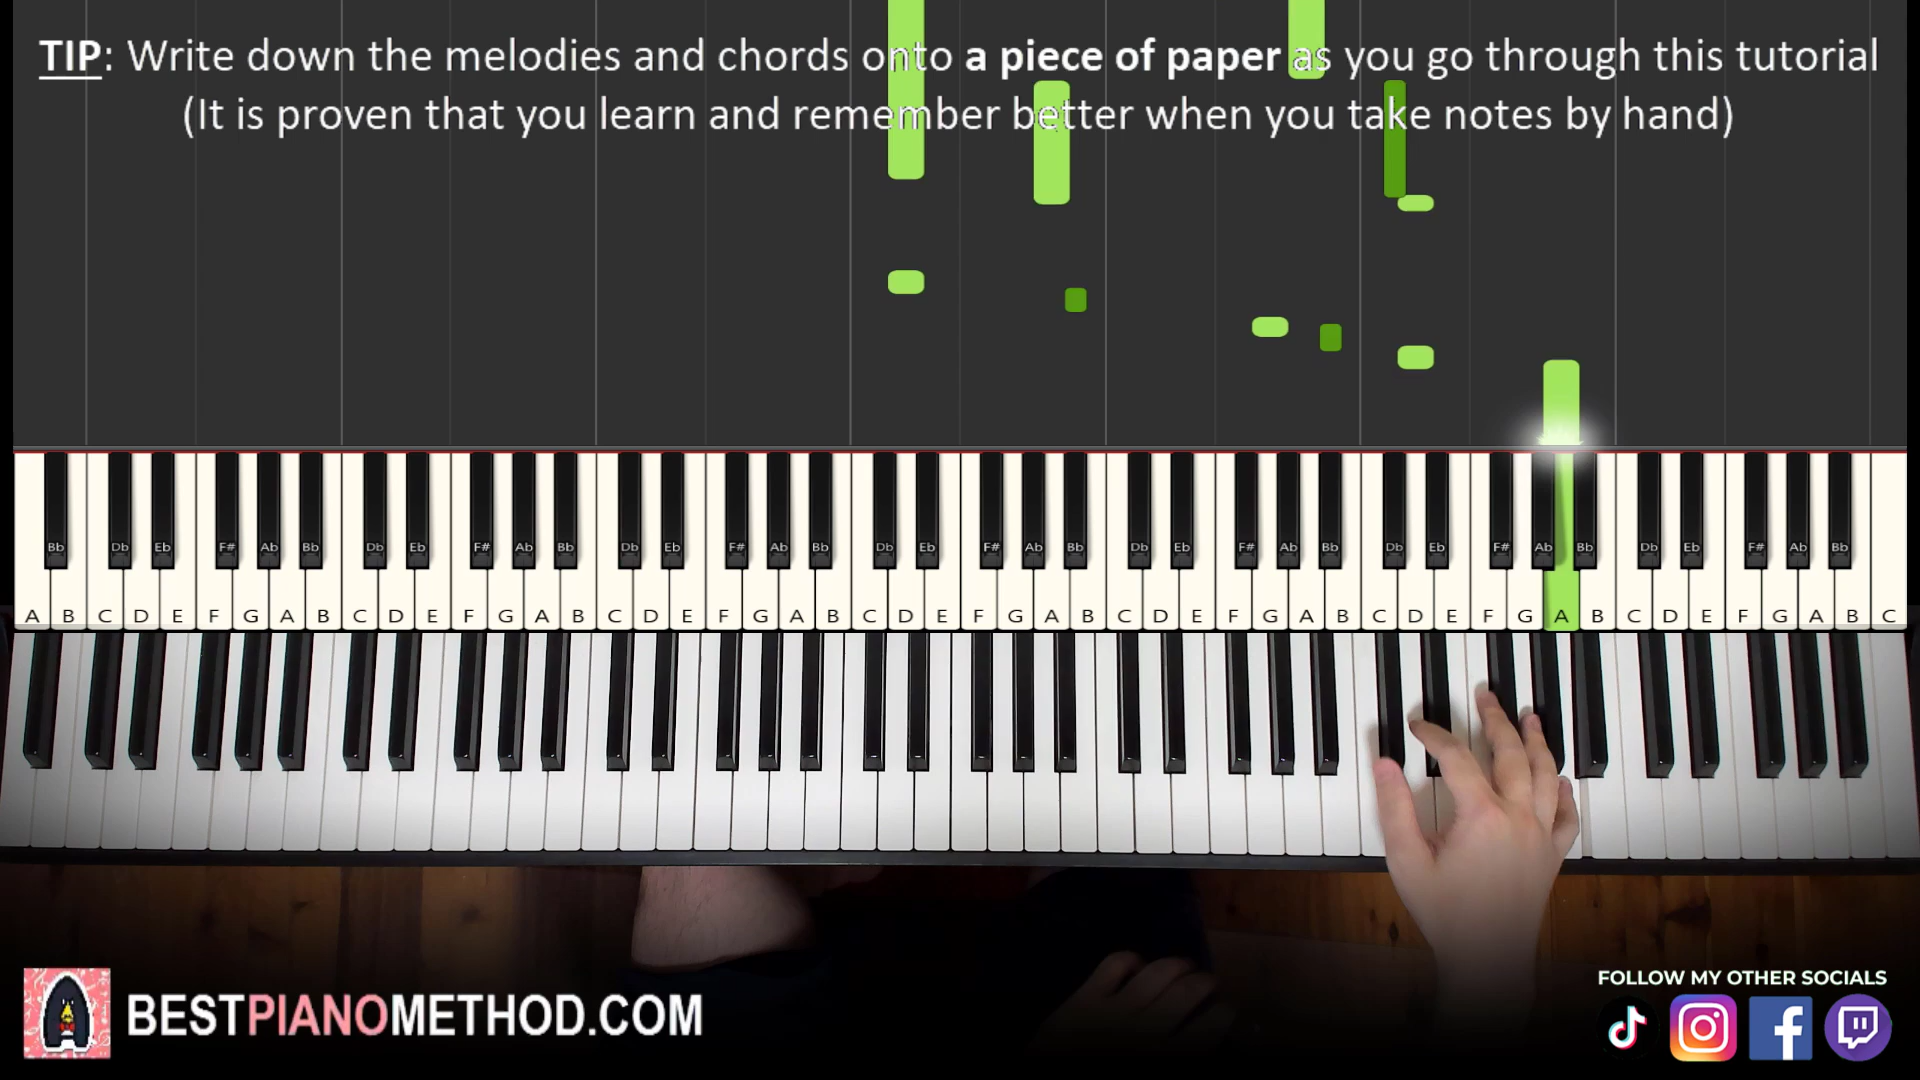 TIP: Write down the melodies and chords onto a piece of paper as you go through this tutorial
(It is proven that you learn and remember better when you take notes by hand)
Bb Db Eb F# Ab Bb Db Eb F# Ab Bb Db Eb F# Ab Bb Db Eb F# Ab Bb Db Eb F# Ab Bb Db Eb F# Ab Bb Db Eb F# Ab Bb
A B C D E F G A B C D E F G A B C D E F G A B C D E F G A B C D E F G A B C D E F G A B C D E F G A B C
BESTPIANOMETHOD.COM
FOLLOW MY OTHER SOCIALS